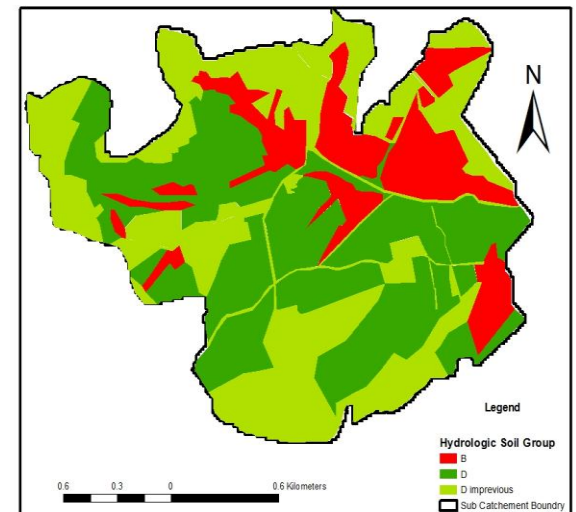 N
Legend
Hydrologic Soil Group
B
D
D imprevious
Sub Catchement Boundry
0.6 0.3 0 0.6 Kilometers